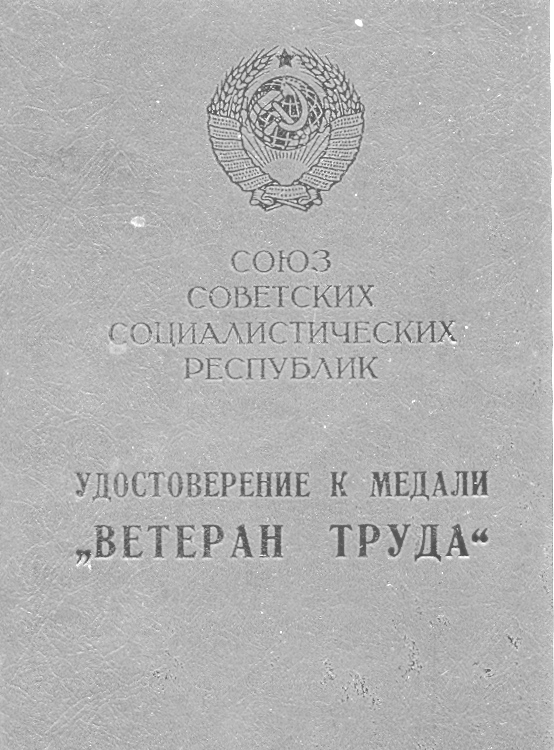 СОЮЗ
СОВЕТСКИХ
СОЦИАЛИСТИЧЕСКИХ
РЕСПУБЛИК
УДОСТОВЕРЕНИЕ К МЕДАЛИ
„ВЕТЕРАН ТРУДА“